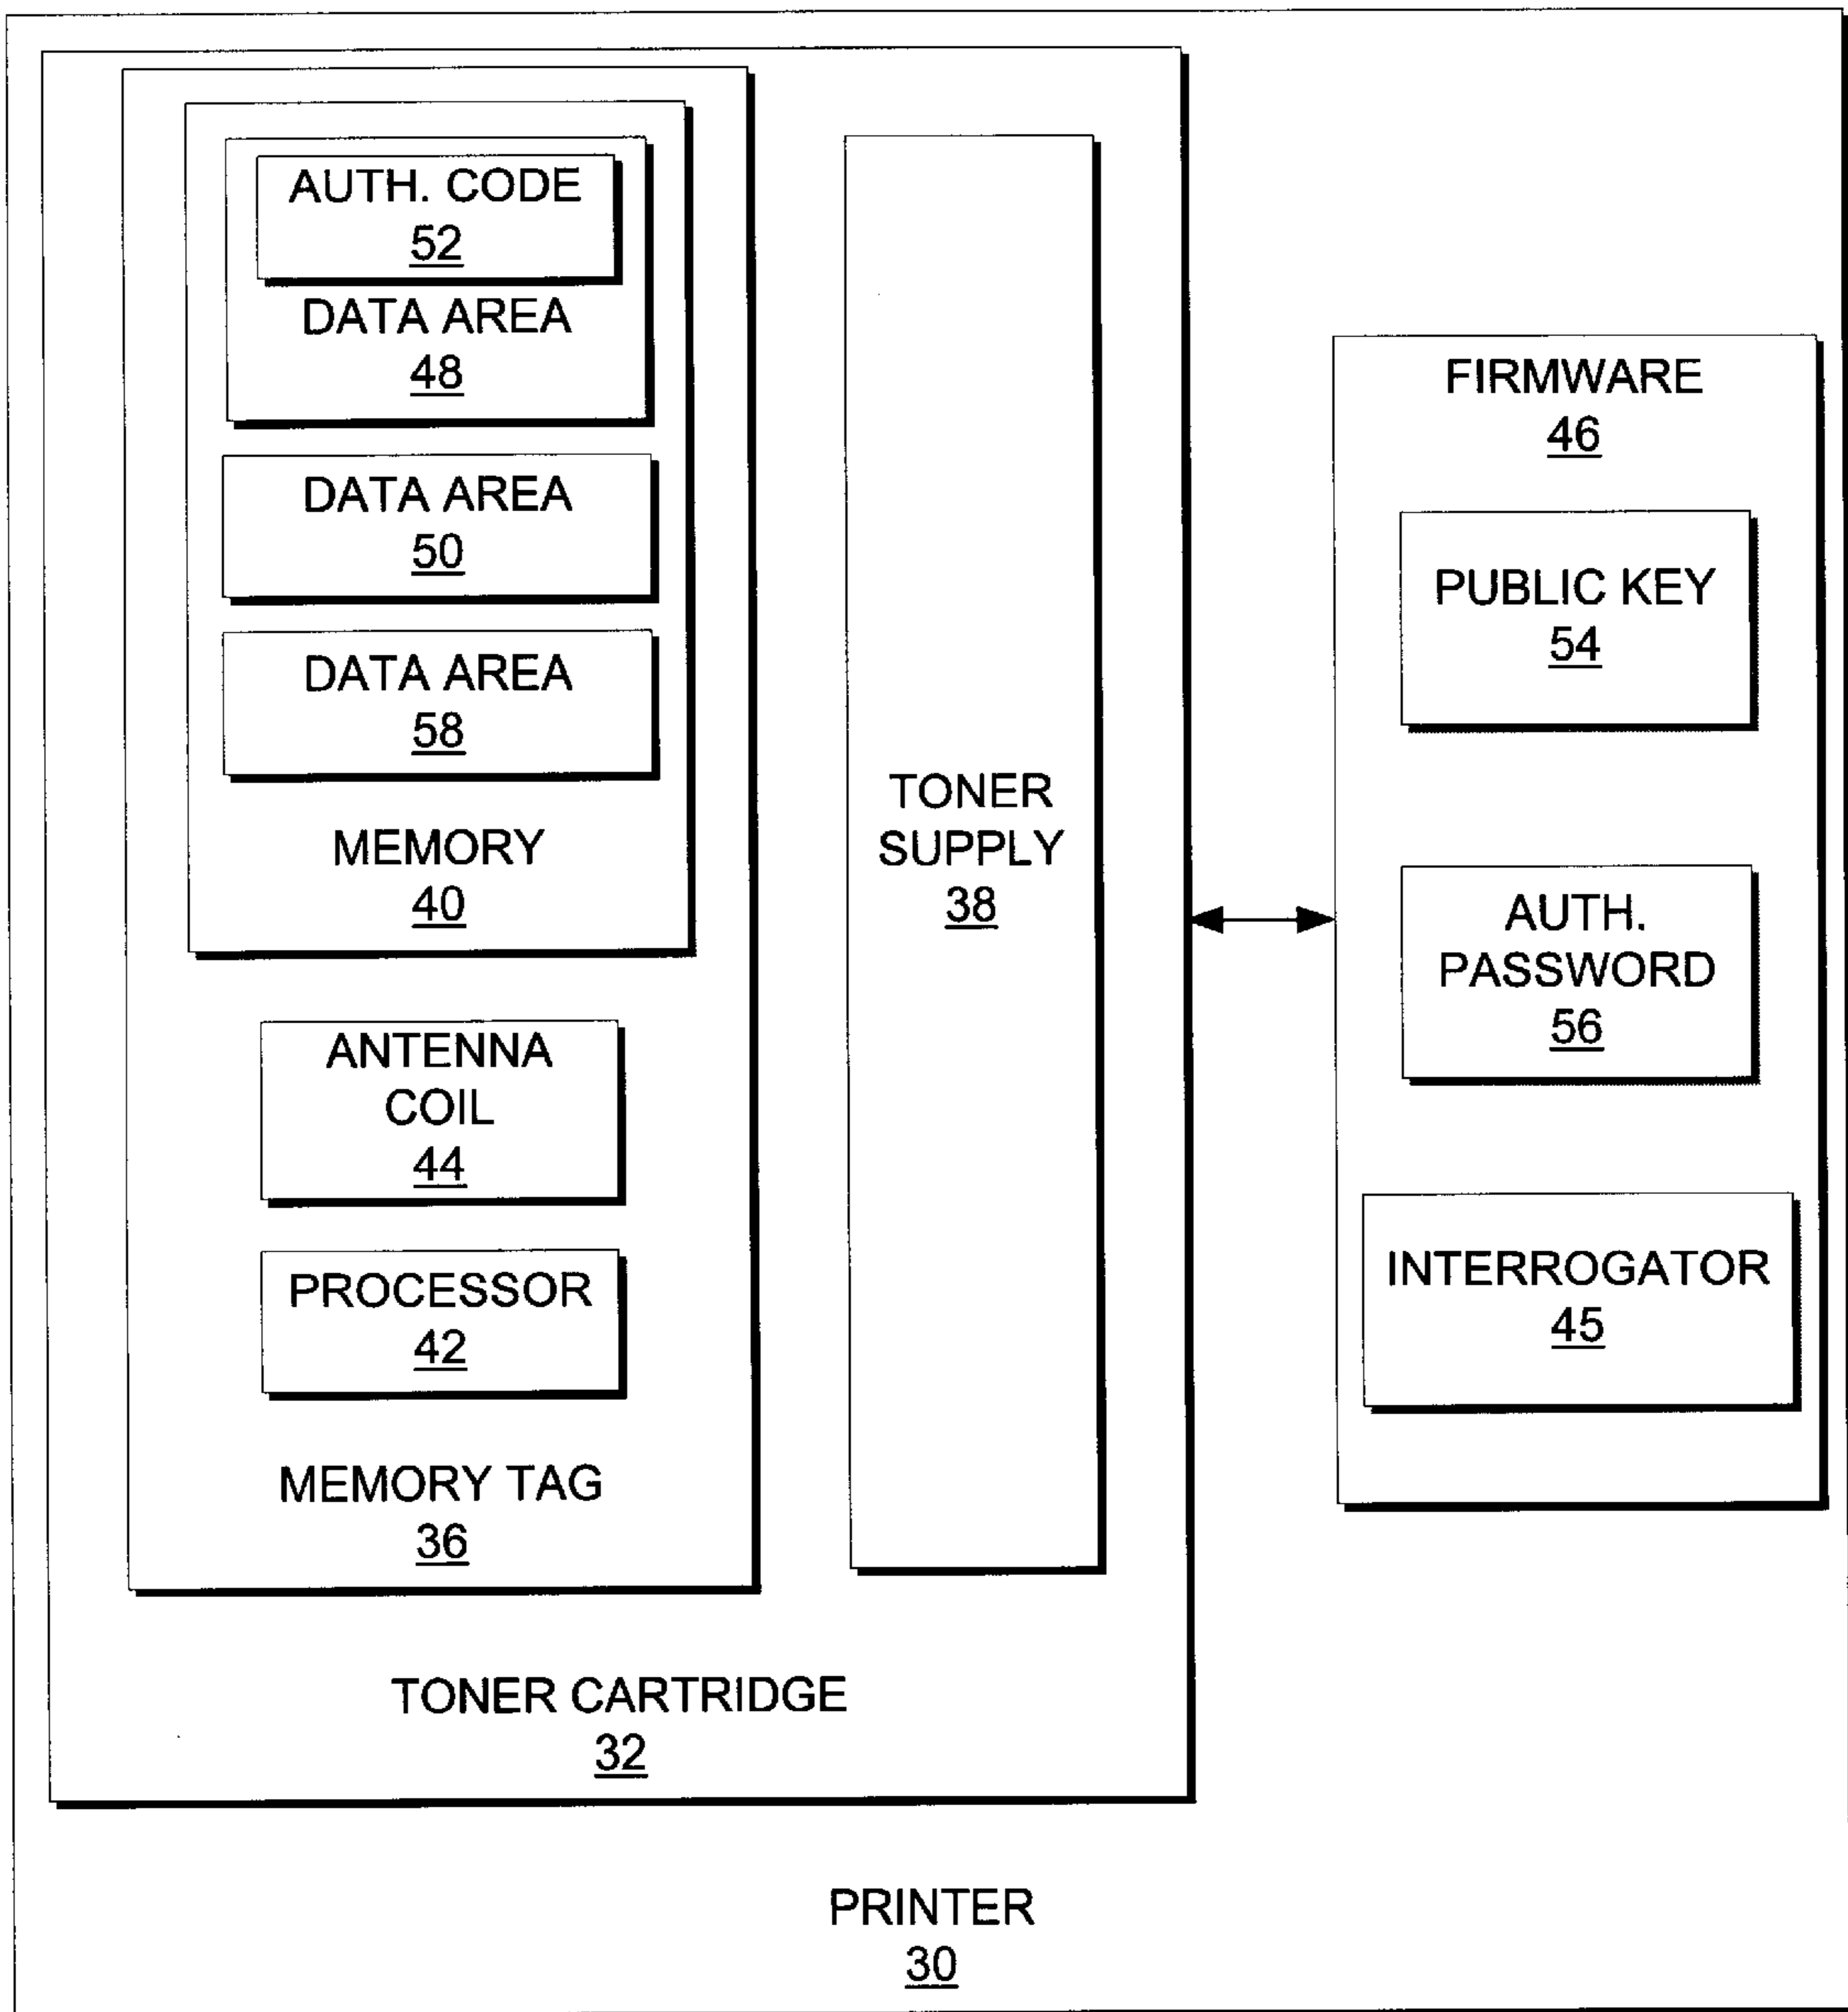 AUTH. CODE
52
DATA AREA
48
DATA AREA
50
DATA AREA
58
MEMORY
40
ANTENNA
COIL
44
PROCESSOR
42
MEMORY TAG
36
TONER
SUPPLY
38
TONER CARTRIDGE
32
FIRMWARE
46
PUBLIC KEY
54
AUTH.
PASSWORD
56
INTERROGATOR
45
PRINTER
30